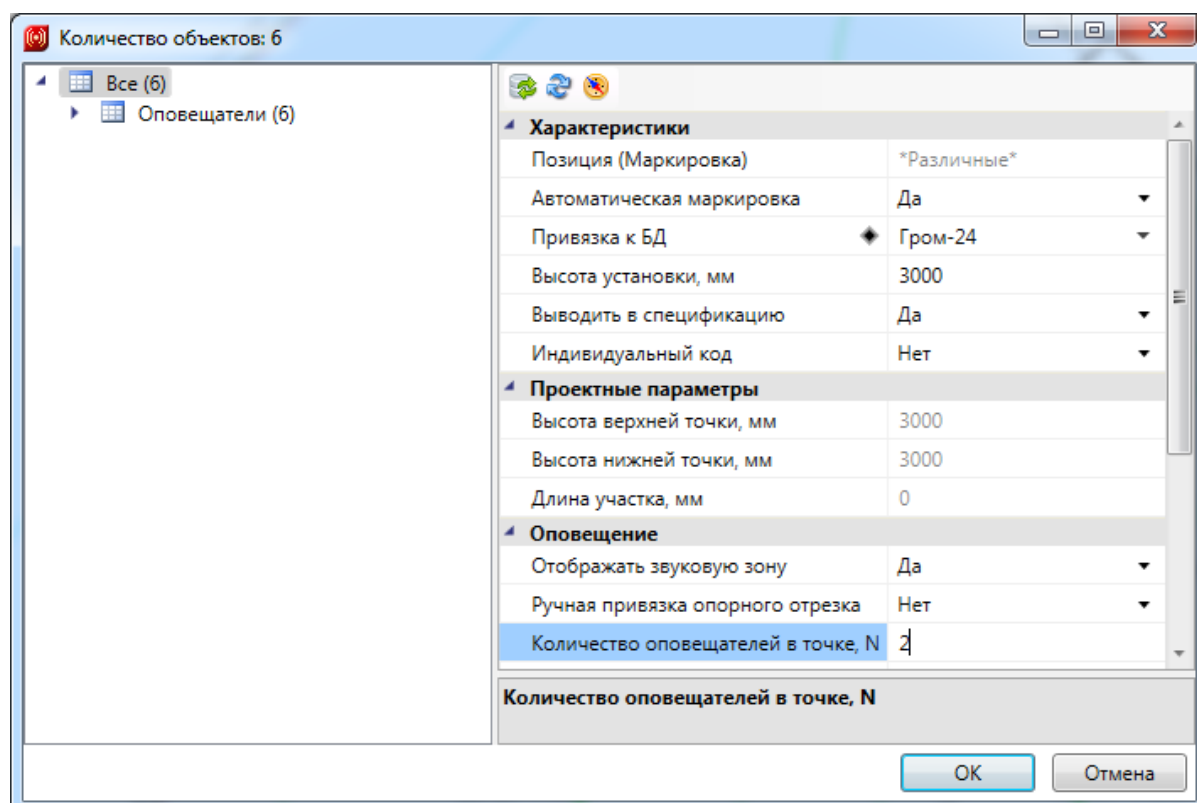 Количество объектов: 6
Все (6)
Оповещатели (6)
Характеристики
Позиция (Маркировка) *Различные*
Автоматическая маркировка Да
Привязка к БД Гром-24
Высота установки, мм 3000
Выводить в спецификацию Да
Индивидуальный код Нет
Проектные параметры
Высота верхней точки, мм 3000
Высота нижней точки, мм 3000
Длина участка, мм 0
Оповещение
Отображать звуковую зону Да
Ручная привязка опорного отрезка Нет
Количество оповещателей в точке, N 2
Количество оповещателей в точке, N
ОК Отмена